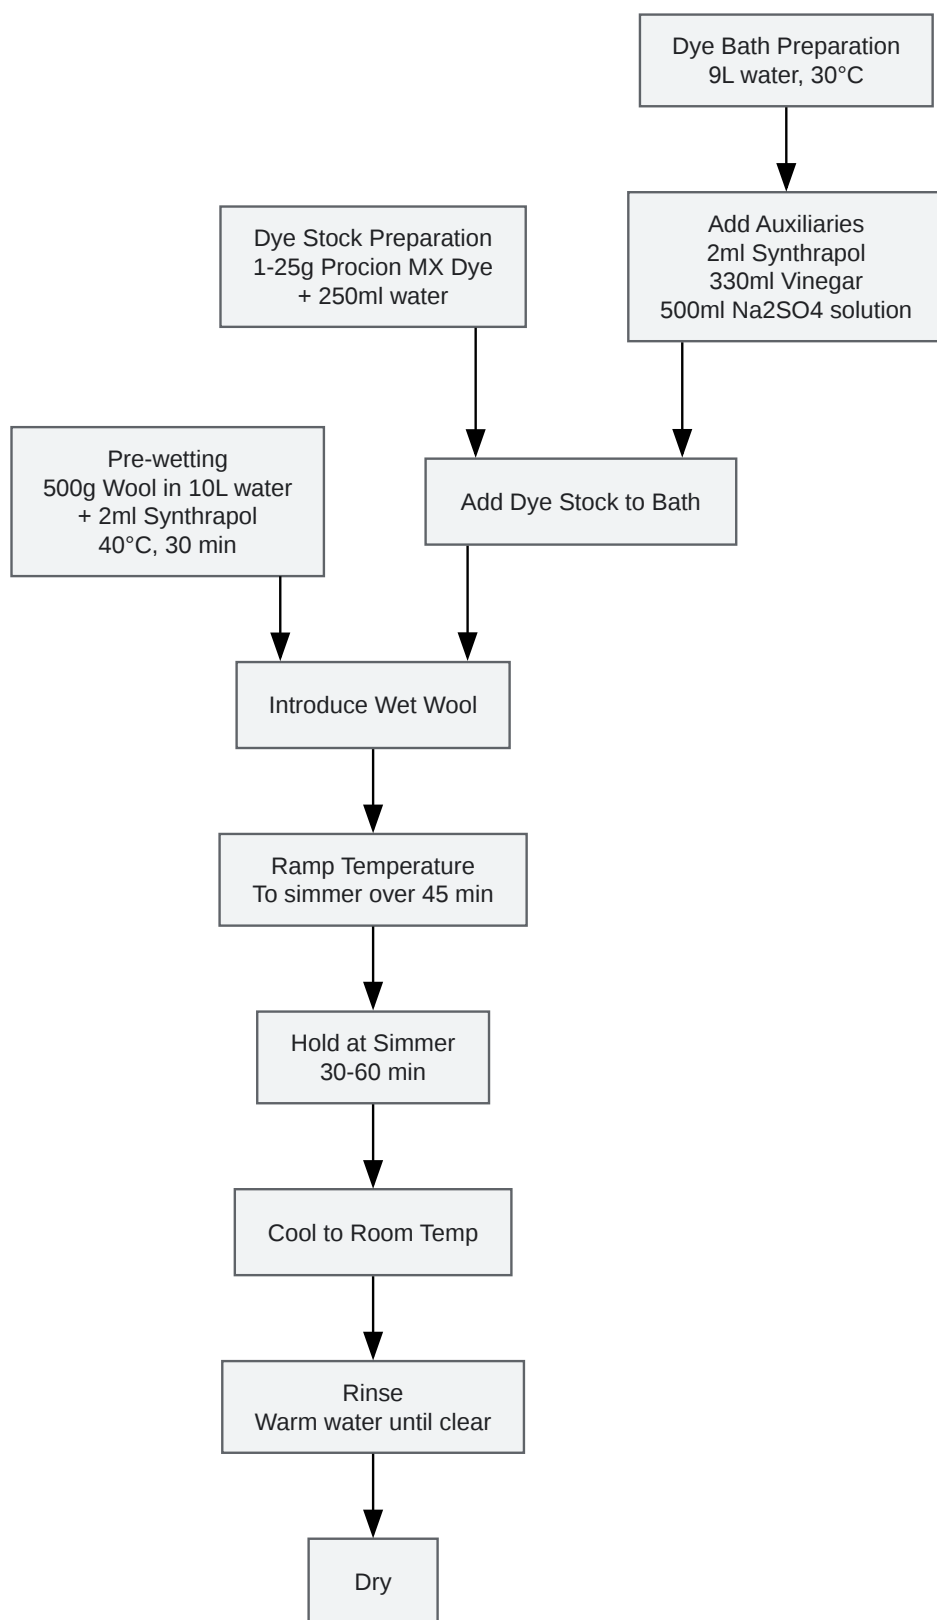 Dye Bath Preparation
9L water, 30°C
Add Auxiliaries
2ml Synthrapol
330ml Vinegar
500ml Na2SO4 solution
Dye Stock Preparation
1-25g Procion MX Dye
+ 250ml water
Pre-wetting
500g Wool in 10L water
+ 2ml Synthrapol
40°C, 30 min
Add Dye Stock to Bath
Introduce Wet Wool
Ramp Temperature
To simmer over 45 min
Hold at Simmer
30-60 min
Cool to Room Temp
Rinse
Warm water until clear
Dry